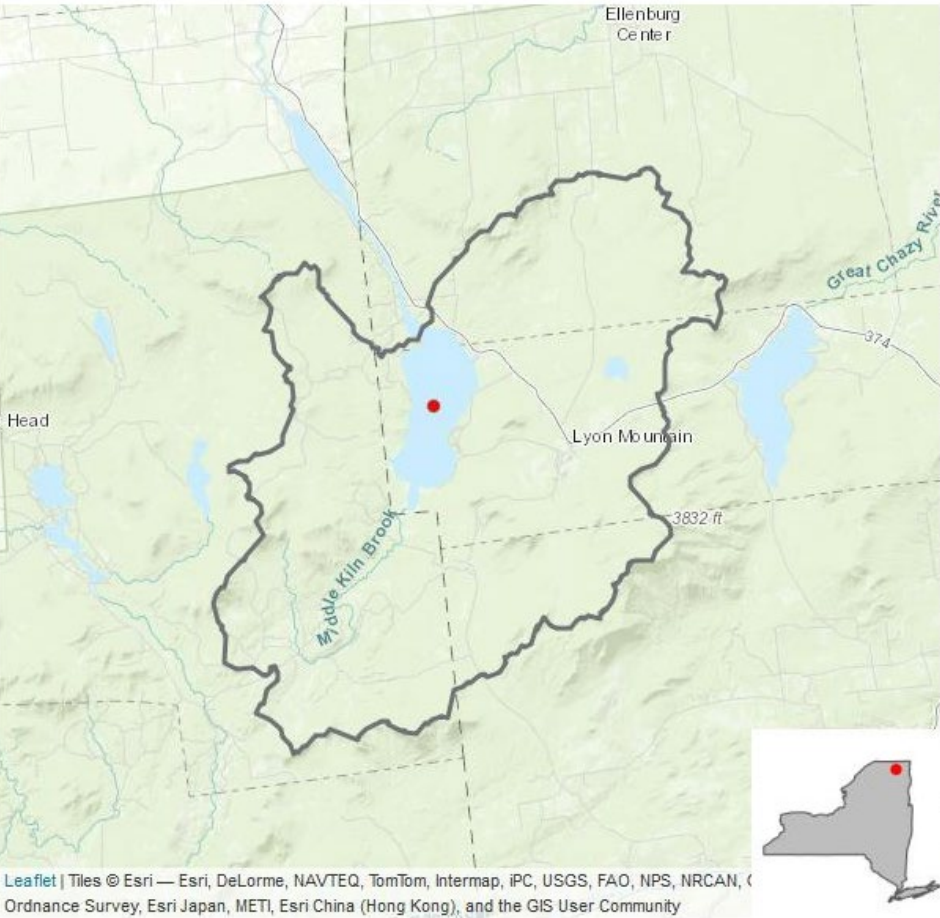 Ellenburg
Center
Great Chazy River
374
Head
Lyon Mountain
3832 ft
Middle Kiln Brook
Leaflet | Tiles © Esri — Esri, DeLorme, NAVTEQ, TomTom, Intermap, iPC, USGS, FAO, NPS, NRCAN,
Ordnance Survey, Esri Japan, METI, Esri China (Hong Kong), and the GIS User Community